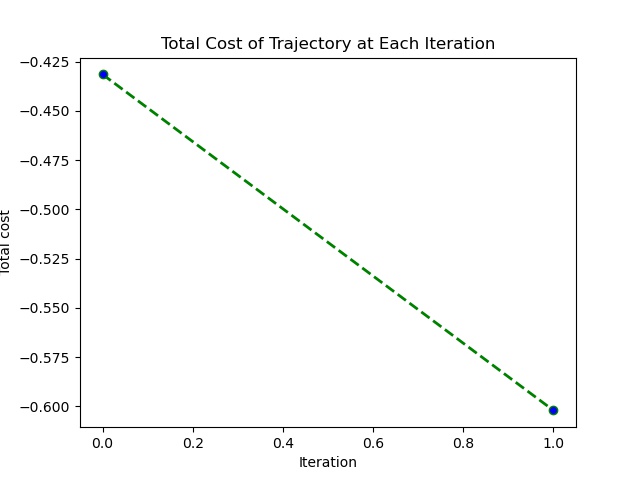 Total Cost of Trajectory at Each Iteration
−0.425
−0.450
−0.475
−0.500
−0.525
−0.550
−0.575
−0.600
Total cost
0.0 0.2 0.4 0.6 0.8 1.0
Iteration